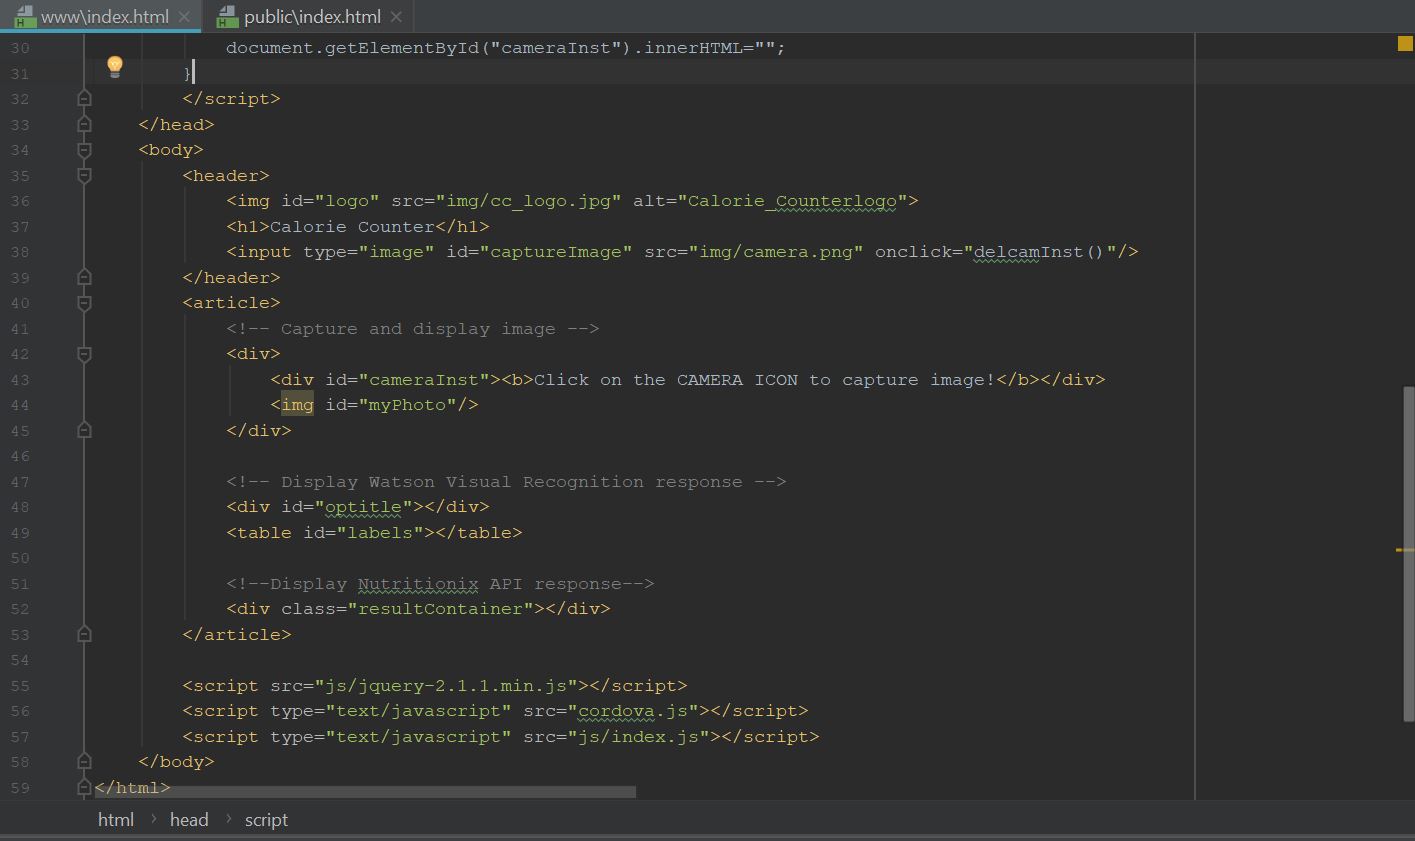 www\index.html public\index.html
30 document.getElementById("cameraInst").innerHTML="";
31 }
32 </script>
33 </head>
34 <body>
35 <header>
36 <img id="logo" src="img/cc_logo.jpg" alt="Calorie_Counterlogo">
37 <h1>Calorie Counter</h1>
38 <input type="image" id="captureImage" src="img/camera.png" onclick="delcamInst()"/>
39 </header>
40 <article>
41 <!-- Capture and display image -->
42 <div>
43 <div id="cameraInst"><b>Click on the CAMERA ICON to capture image!</b></div>
44 <img id="myPhoto"/>
45 </div>
46
47 <!-- Display Watson Visual Recognition response -->
48 <div id="optitle"></div>
49 <table id="labels"></table>
50
51 <!--Display Nutritionix API response-->
52 <div class="resultContainer"></div>
53 </article>
54
55 <script src="js/jquery-2.1.1.min.js"></script>
56 <script type="text/javascript" src="cordova.js"></script>
57 <script type="text/javascript" src="js/index.js"></script>
58 </body>
59 </html>
html head script